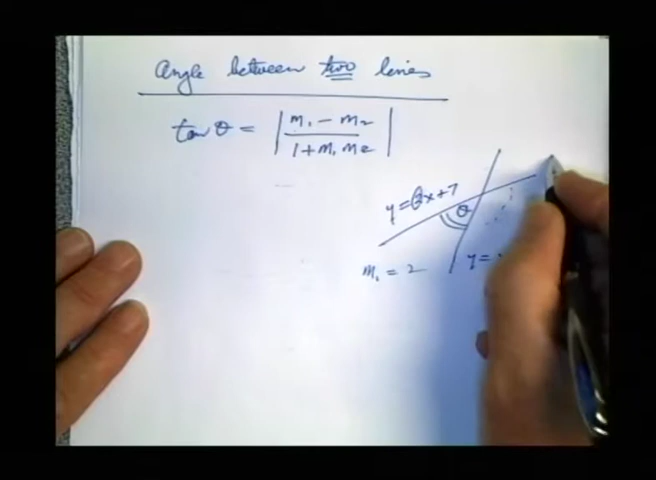 Angle between two lines
tan θ = | m₁ - m₂ / 1 + m₁ m₂ |
y = 2x + 7
θ
m₁ = 2
y =